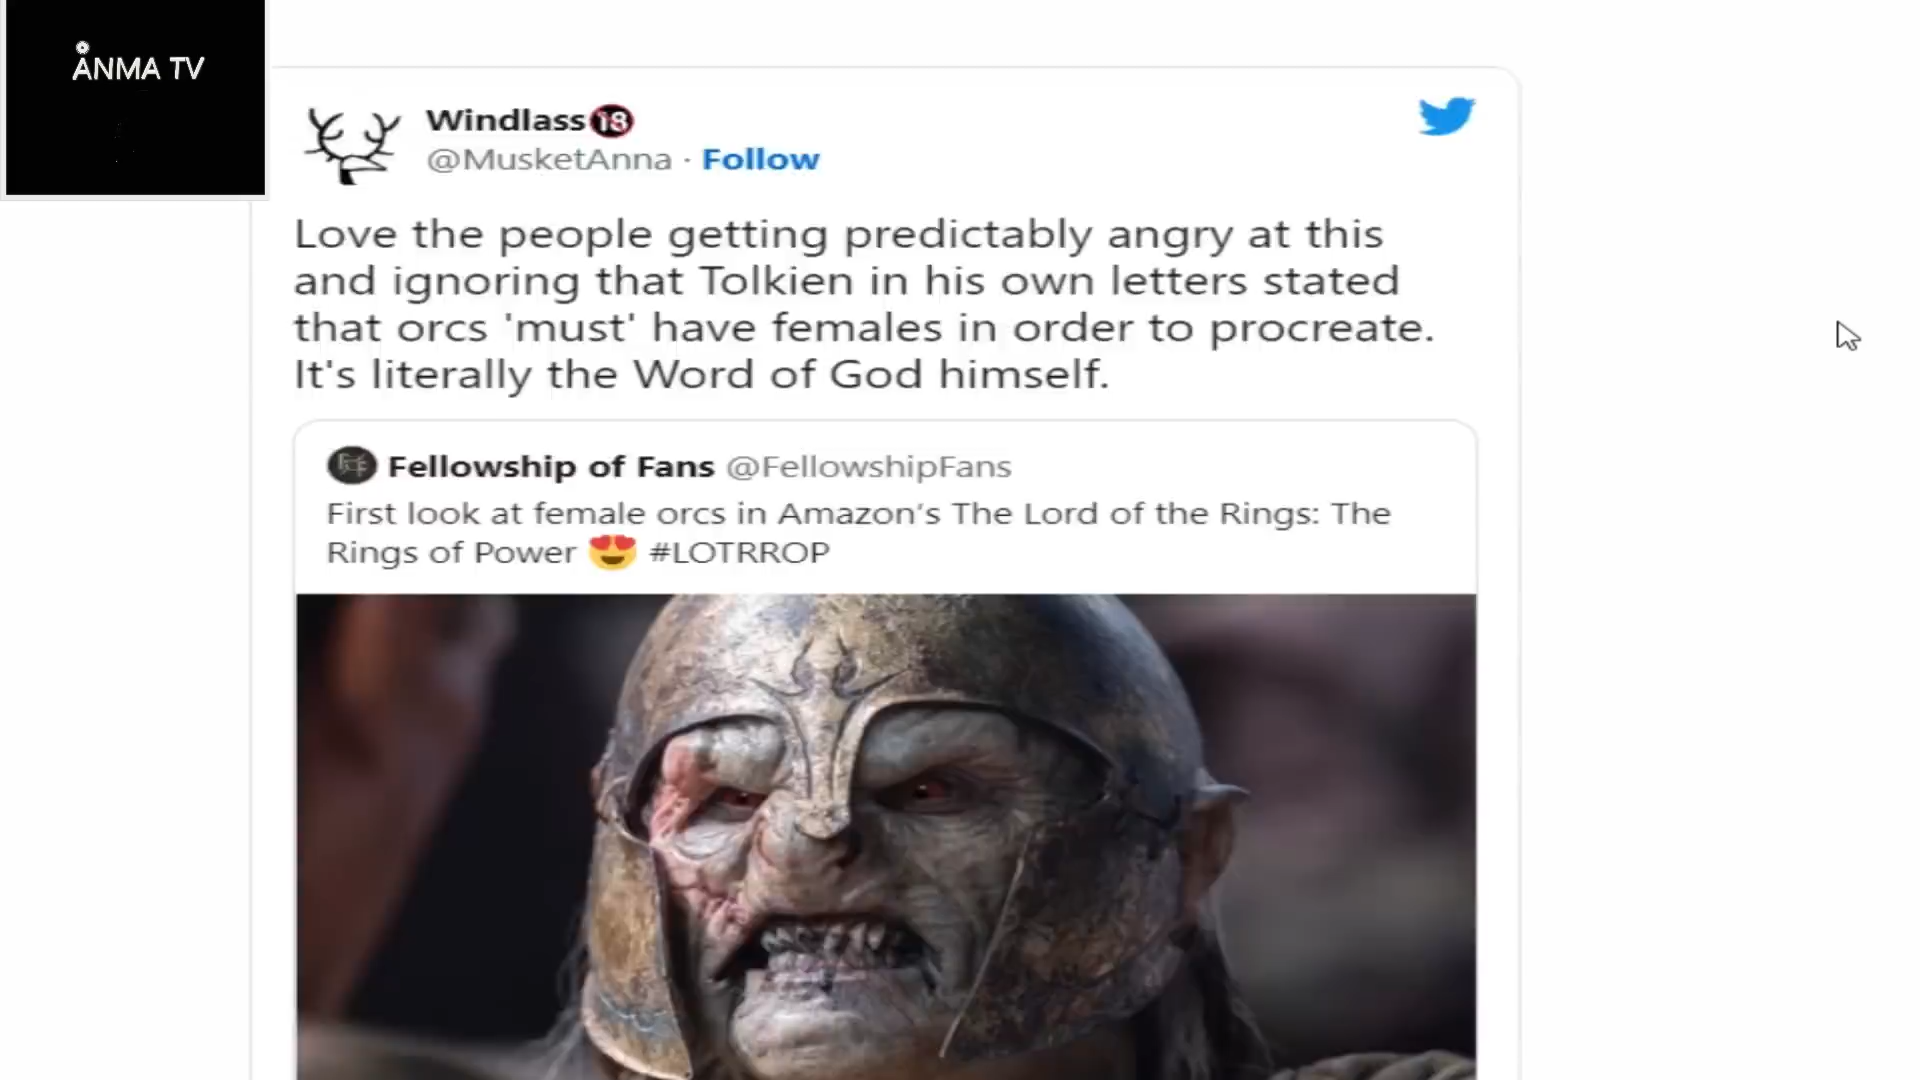 ANMA TV
Windlass🔞
@MusketAnna · Follow
Love the people getting predictably angry at this
and ignoring that Tolkien in his own letters stated
that orcs 'must' have females in order to procreate.
It's literally the Word of God himself.
Fellowship of Fans @FellowshipFans
First look at female orcs in Amazon's The Lord of the Rings: The
Rings of Power 😍 #LOTRROP